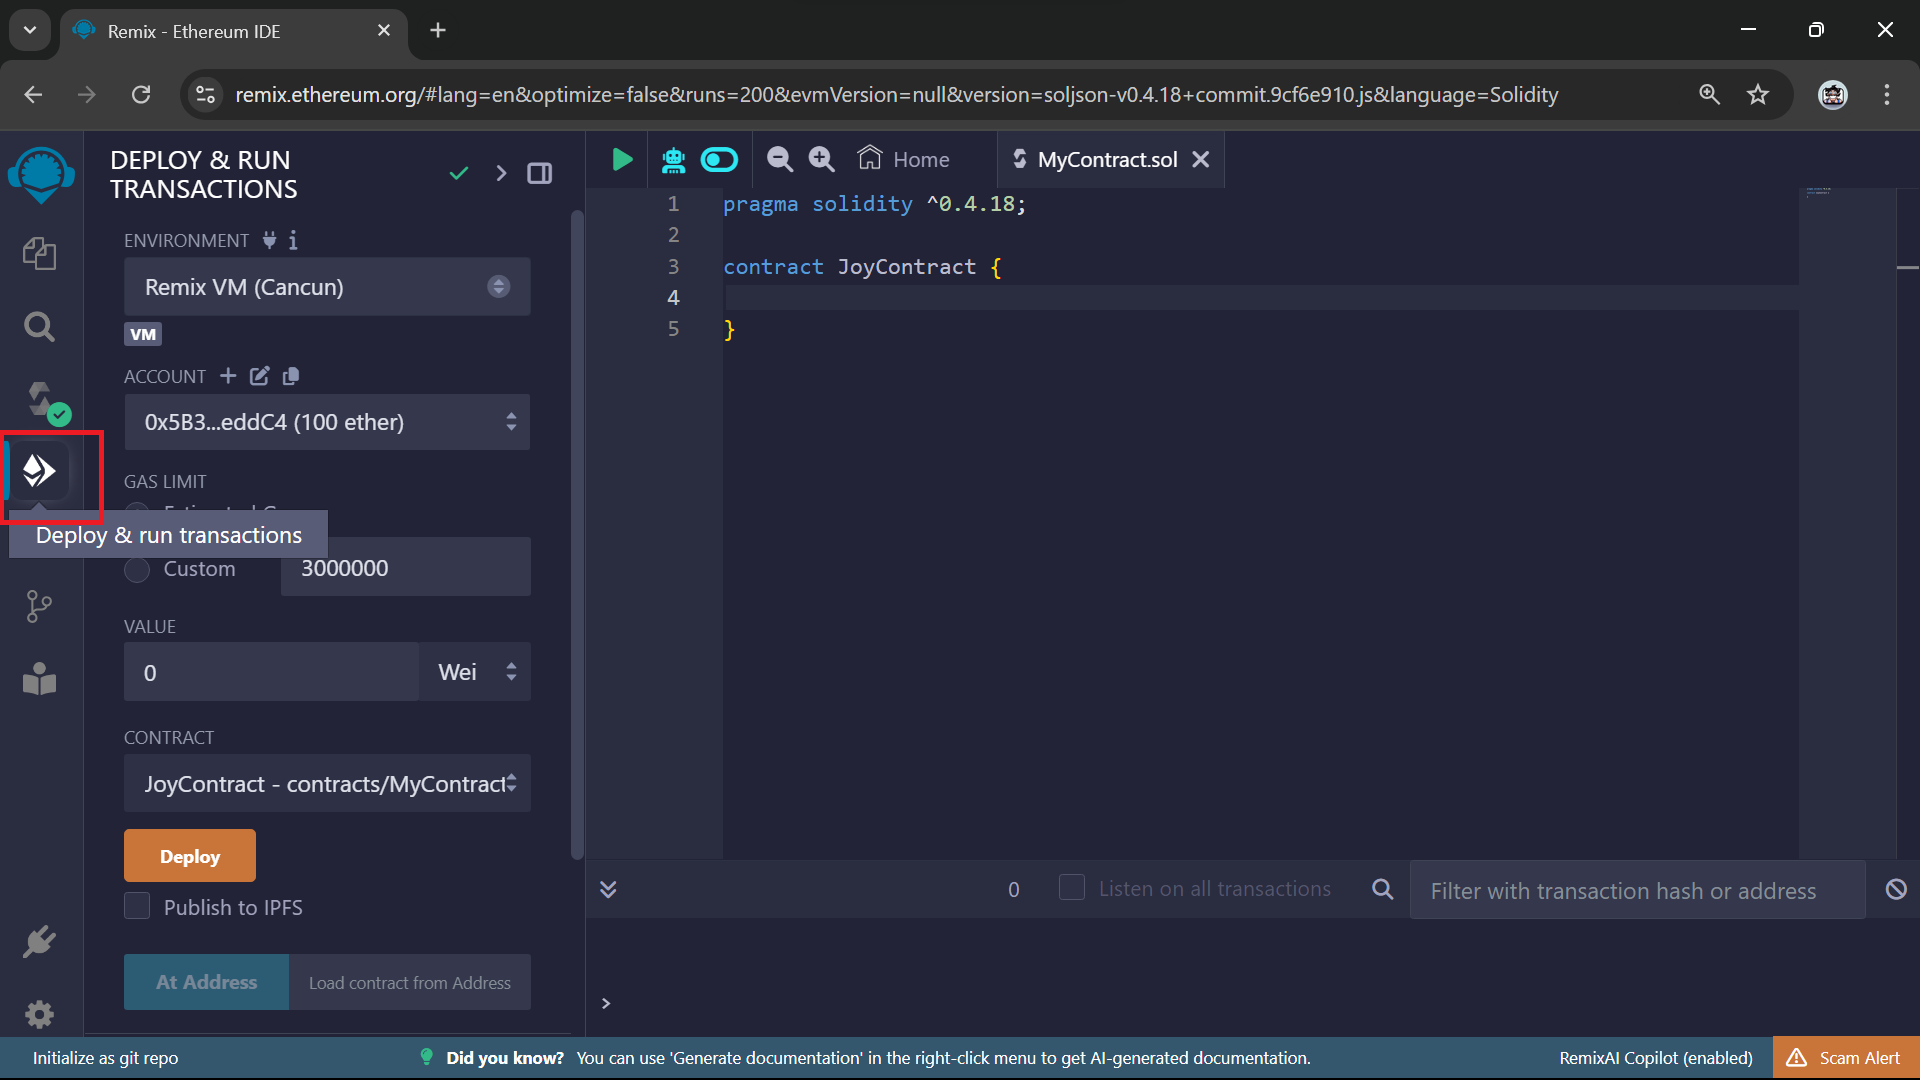 Remix - Ethereum IDE
remix.ethereum.org/#lang=en&optimize=false&runs=200&evmVersion=null&version=soljson-v0.4.18+commit.9cf6e910.js&language=Solidity
DEPLOY & RUN
TRANSACTIONS
ENVIRONMENT
Remix VM (Cancun)
VM
ACCOUNT
0x5B3...eddC4 (100 ether)
GAS LIMIT
Deploy & run transactions
Custom
3000000
VALUE
0
Wei
CONTRACT
JoyContract - contracts/MyContract
Deploy
Publish to IPFS
At Address
Load contract from Address
Home
MyContract.sol
1 pragma solidity ^0.4.18;
2
3 contract JoyContract {
4
5 }
0
Listen on all transactions
Filter with transaction hash or address
>
Initialize as git repo
Did you know? You can use 'Generate documentation' in the right-click menu to get AI-generated documentation.
RemixAI Copilot (enabled)
Scam Alert